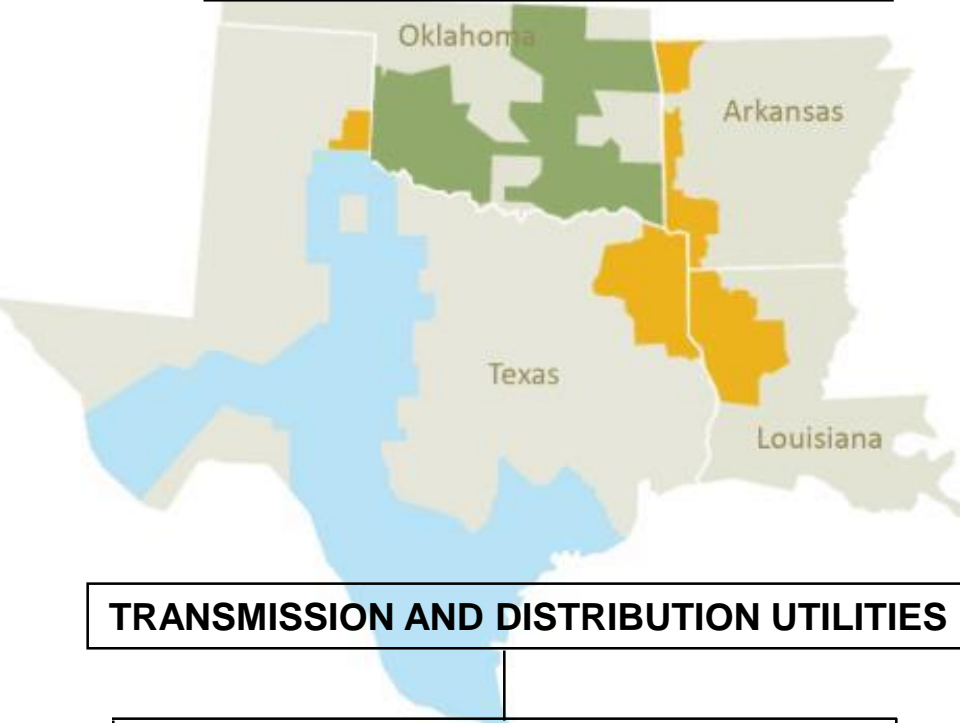 Oklahoma
Arkansas
Texas
Louisiana
TRANSMISSION AND DISTRIBUTION UTILITIES